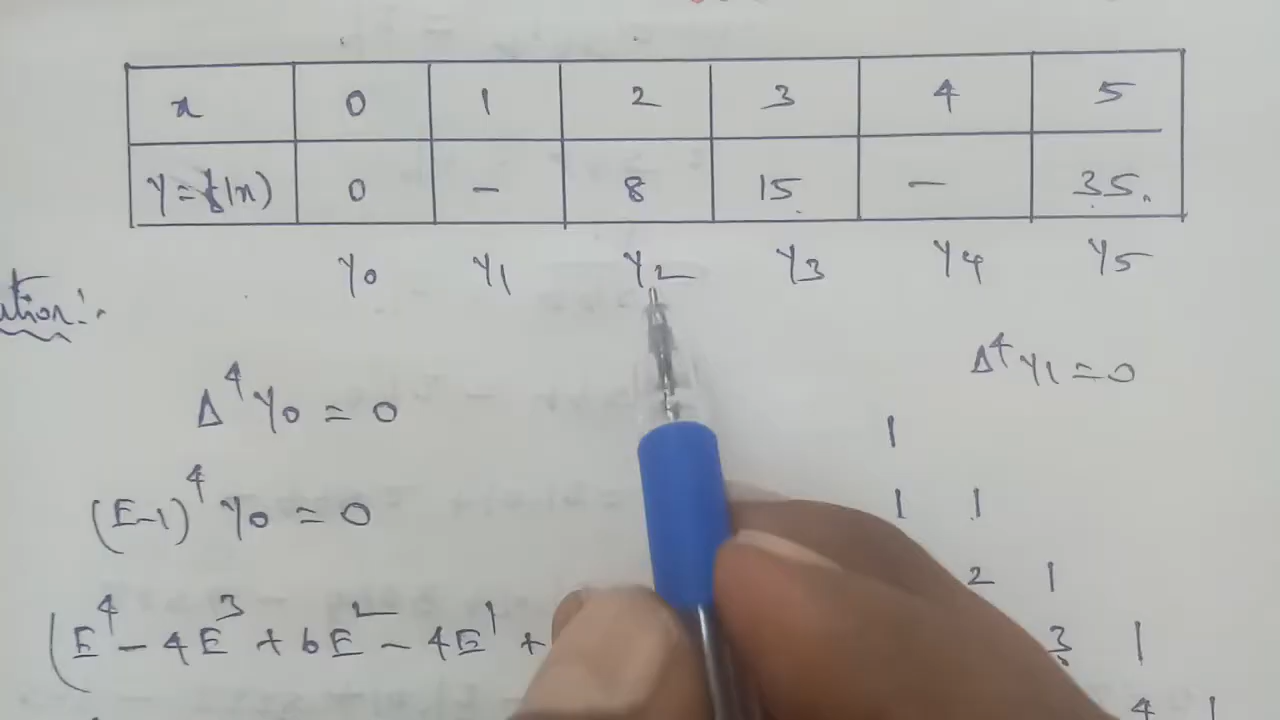 x 0 1 2 3 4 5
y=f(x) 0 - 8 15. - 35.
y0 y1 y2 y3 y4 y5
Δ⁴y1=0
Δ⁴y0=0
1
(E-1)⁴y0=0
1 1
2 1
(E⁴-4E³+6E²-4E¹+
3 1
4 1